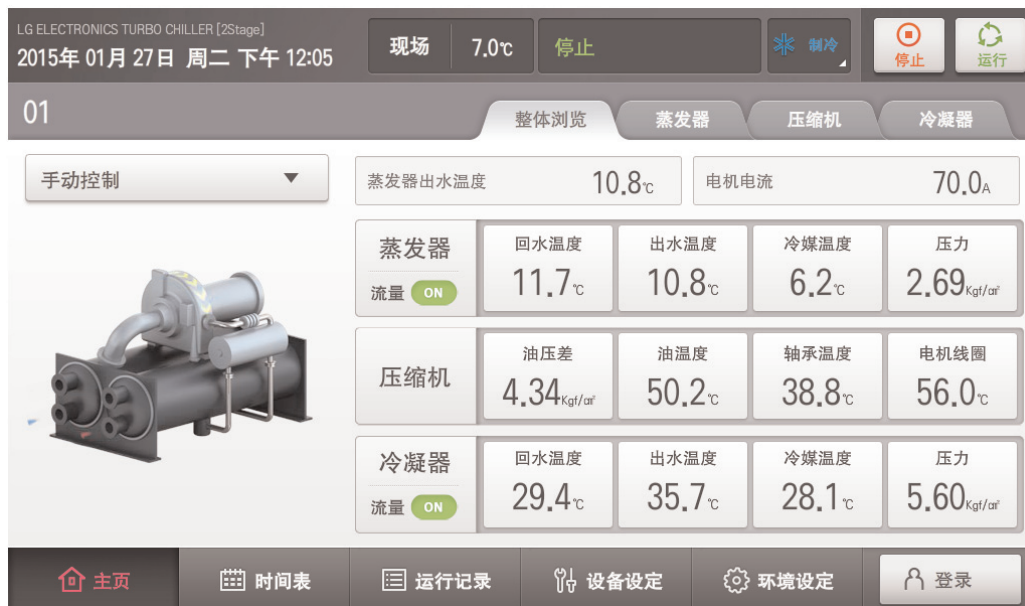 LG ELECTRONICS TURBO CHILLER [2Stage]
2015年 01月 27日 周二 下午 12:05
现场 7.0℃ 停止 制冷 停止 运行
01 整体浏览 蒸发器 压缩机 冷凝器
手动控制 蒸发器出水温度 10.8℃ 电机电流 70.0A
蒸发器 流量 ON
回水温度 出水温度 冷媒温度 压力
11.7℃ 10.8℃ 6.2℃ 2.69Kgf/㎠
压缩机
油压差 油温度 轴承温度 电机线圈
4.34Kgf/㎠ 50.2℃ 38.8℃ 56.0℃
冷凝器 流量 ON
回水温度 出水温度 冷媒温度 压力
29.4℃ 35.7℃ 28.1℃ 5.60Kgf/㎠
主页 时间表 运行记录 设备设定 环境设定 登录